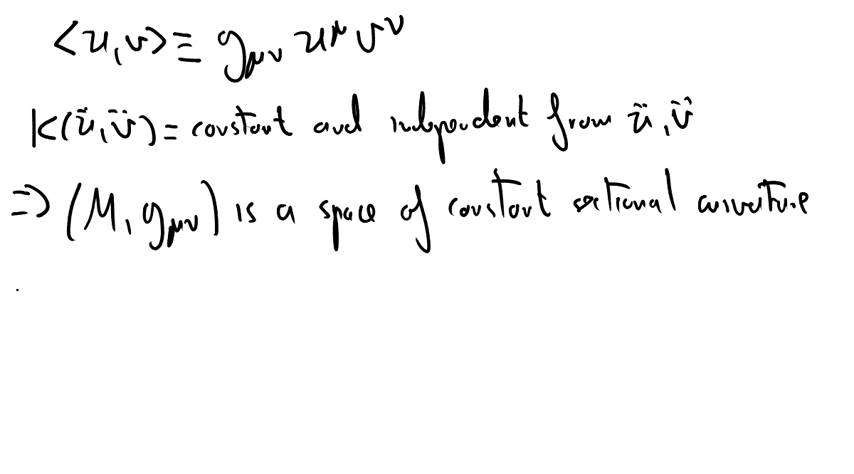 <u,v> ≡ g_μν u^μ v^ν
K(ü,v̈) = constant and independent from ü,v̈
⇒ (M, g_μν) is a space of constant sectional curvature